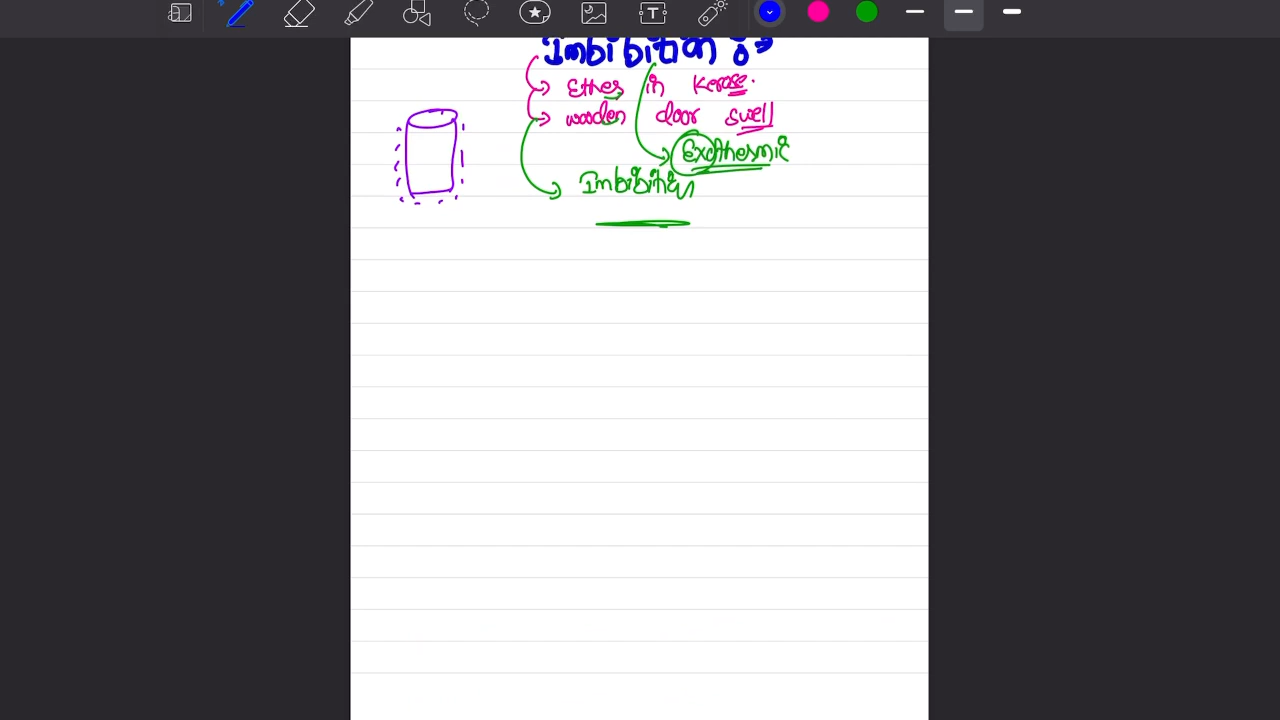 Imbibition :→
→ Ether in Kerose.
→ wooden door swell
→ Exothermic
→ Imbibition